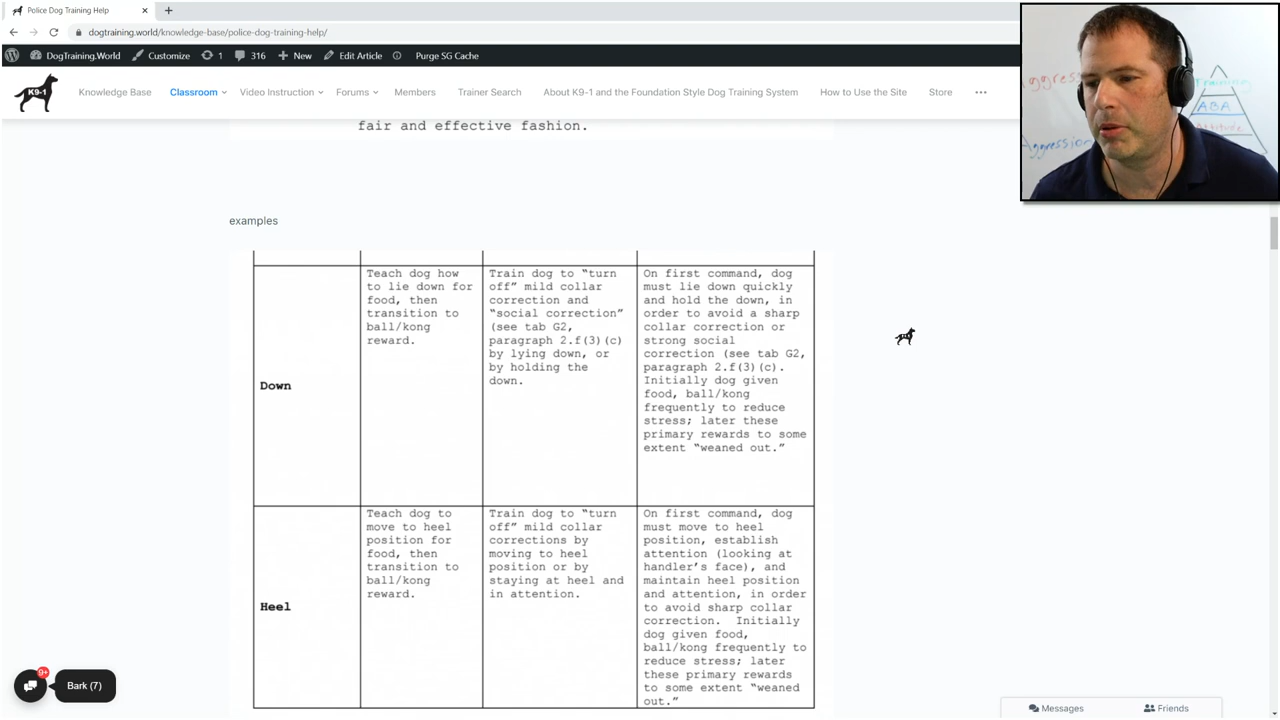 Police Dog Training Help
dogtraining.world/knowledge-base/police-dog-training-help/
DogTraining.World Customize 1 316 New Edit Article Purge SG Cache
K9-1 Knowledge Base Classroom Video Instruction Forums Members Trainer Search About K9-1 and the Foundation Style Dog Training System How to Use the Site Store
fair and effective fashion.
examples
Down
Teach dog how
to lie down for
food, then
transition to
ball/kong
reward.
Train dog to “turn
off” mild collar
correction and
“social correction”
(see tab G2,
paragraph 2.f(3)(c)
by lying down, or
by holding the
down.
On first command, dog
must lie down quickly
and hold the down, in
order to avoid a sharp
collar correction or
strong social
correction (see tab G2,
paragraph 2.f(3)(c).
Initially dog given
food, ball/kong
frequently to reduce
stress; later these
primary rewards to some
extent “weaned out.”
Heel
Teach dog to
move to heel
position for
food, then
transition to
ball/kong
reward.
Train dog to “turn
off” mild collar
corrections by
moving to heel
position or by
staying at heel and
in attention.
On first command, dog
must move to heel
position, establish
attention (looking at
handler’s face), and
maintain heel position
and attention, in order
to avoid sharp collar
correction. Initially
dog given food,
ball/kong frequently to
reduce stress; later
these primary rewards
to some extent “weaned
out.”
9+
Bark (7)
Messages Friends
Training
ABA
Attitude
Aggression